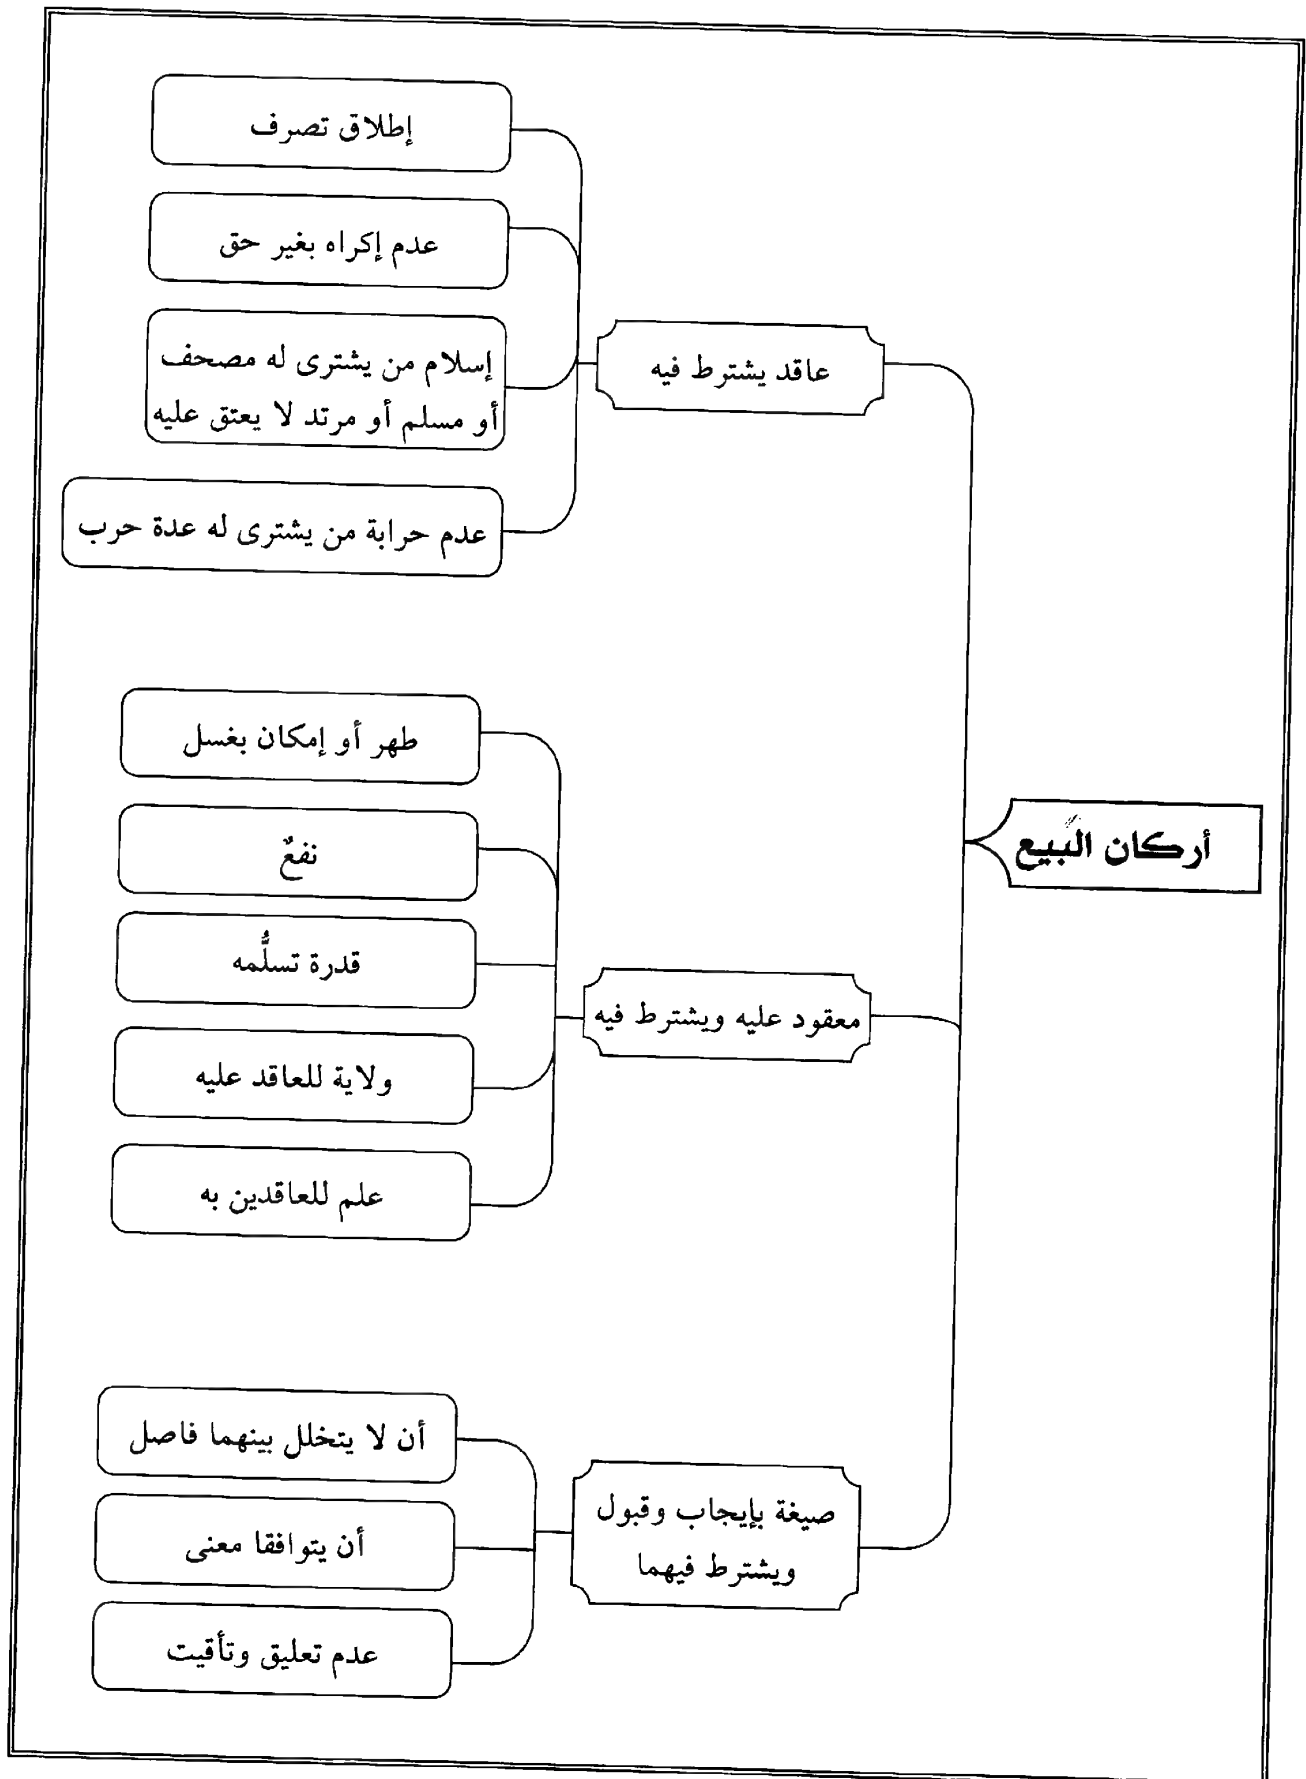 أركان البيع
عاقد يشترط فيه
إطلاق تصرف
عدم إكراه بغير حق
إسلام من يشترى له مصحف
أو مسلم أو مرتد لا يعتق عليه
عدم حرابة من يشترى له عدة حرب
معقود عليه ويشترط فيه
طهر أو إمكان بغسل
نفعٌ
قدرة تسلُّمه
ولاية للعاقد عليه
علم للعاقدين به
صيغة بإيجاب وقبول
ويشترط فيهما
أن لا يتخلل بينهما فاصل
أن يتوافقا معنى
عدم تعليق وتأقيت